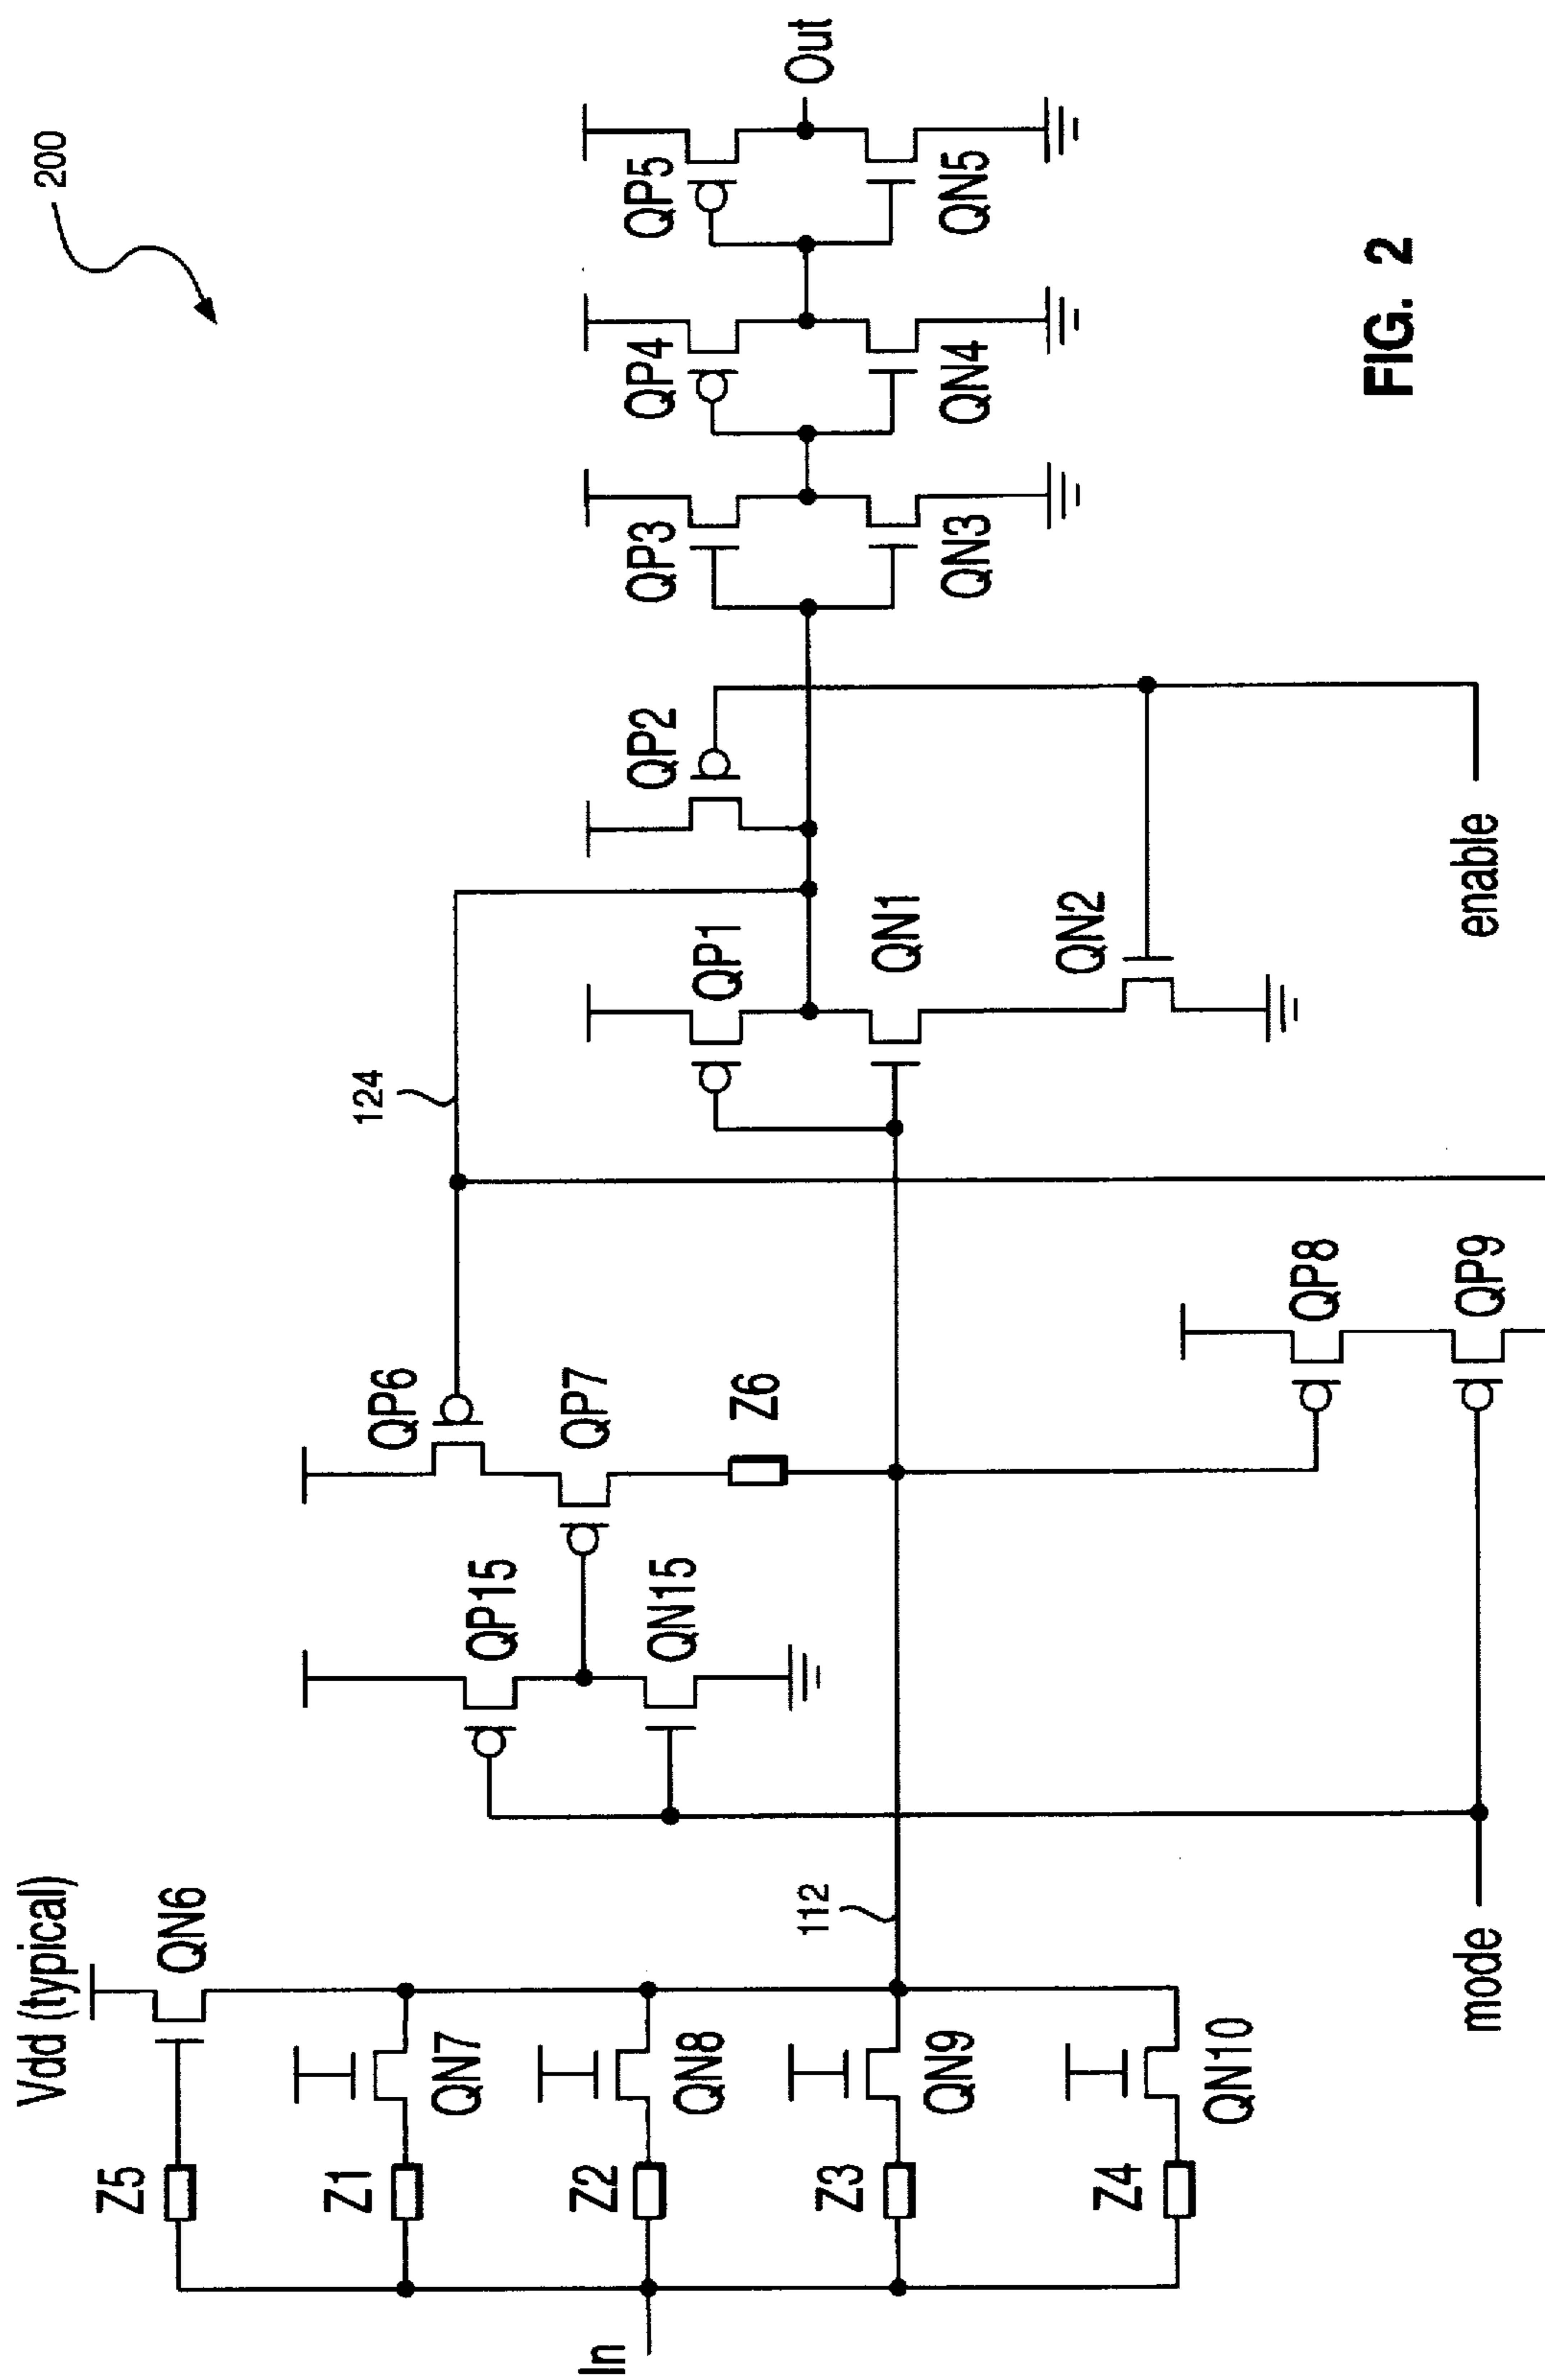 200
Out
QP5
QN5
QP4
QN4
QP3
QN3
FIG. 2
QP2
enable
QP1
QN1
QN2
124
QP6
QP7
Z6
QP8
QP9
QP15
QN15
Vdd (typical)
QN6
112
mode
Z5
Z1
QN7
Z2
QN8
Z3
QN9
Z4
QN10
In